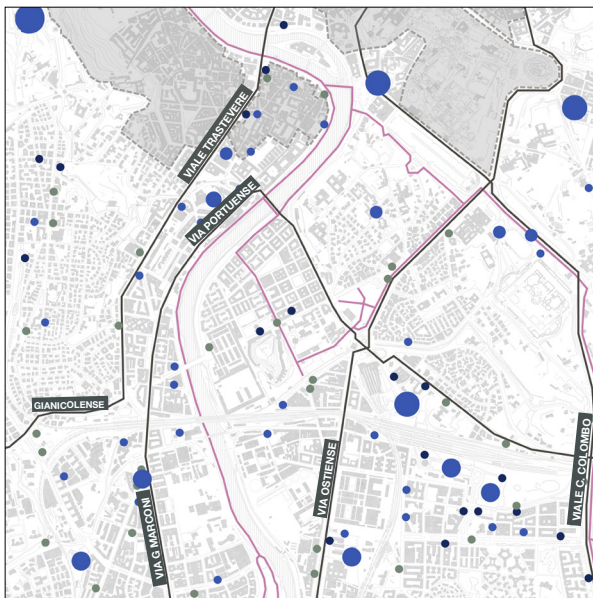 VIALE TRASTEVERE
VIA PORTUENSE
GIANICOLENSE
VIA G MARCONI
VIA OSTIENSE
VIALE C. COLOMBO